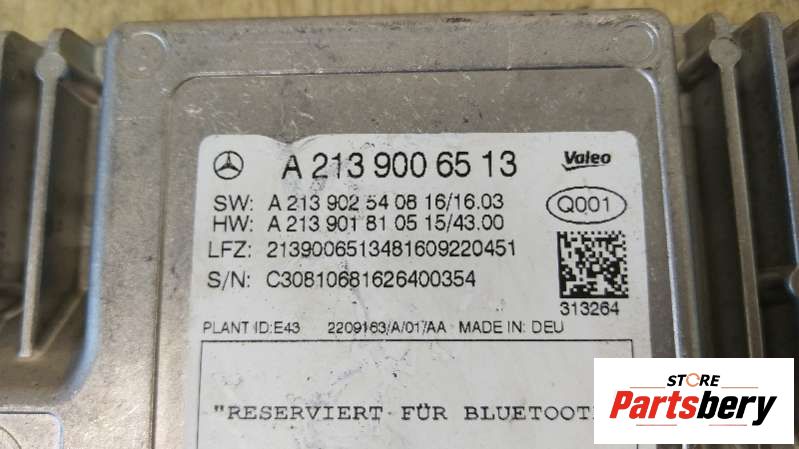 A 213 900 65 13
Valeo
SW: A 213 902 54 08 16/16.03
HW: A 213 901 81 05 15/43.00
Q001
LFZ: 2139006513481609220451
S/N: C30810681626400354
313264
PLANT ID:E43 2209163/A/01/AA MADE IN: DEU
"RESERVIERT FÜR
STORE
Partsbery